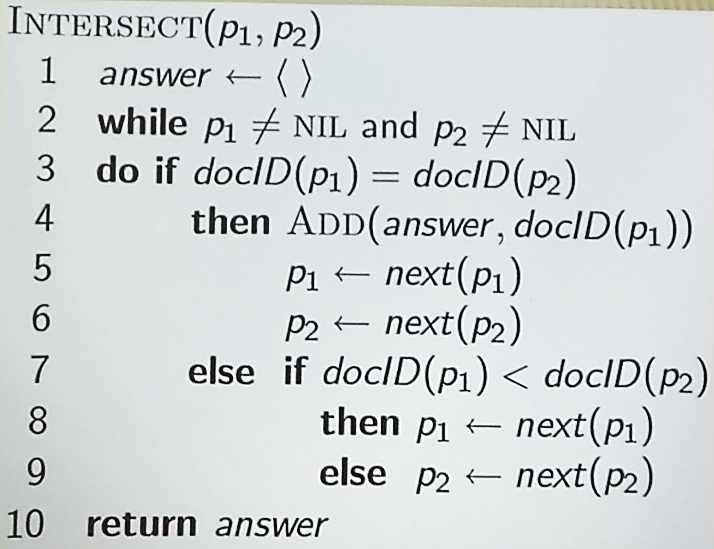 INTERSECT(p₁, p₂)
1 answer ← ⟨ ⟩
2 while p₁ ≠ NIL and p₂ ≠ NIL
3 do if docID(p₁) = docID(p₂)
4 then ADD(answer, docID(p₁))
5 p₁ ← next(p₁)
6 p₂ ← next(p₂)
7 else if docID(p₁) < docID(p₂)
8 then p₁ ← next(p₁)
9 else p₂ ← next(p₂)
10 return answer